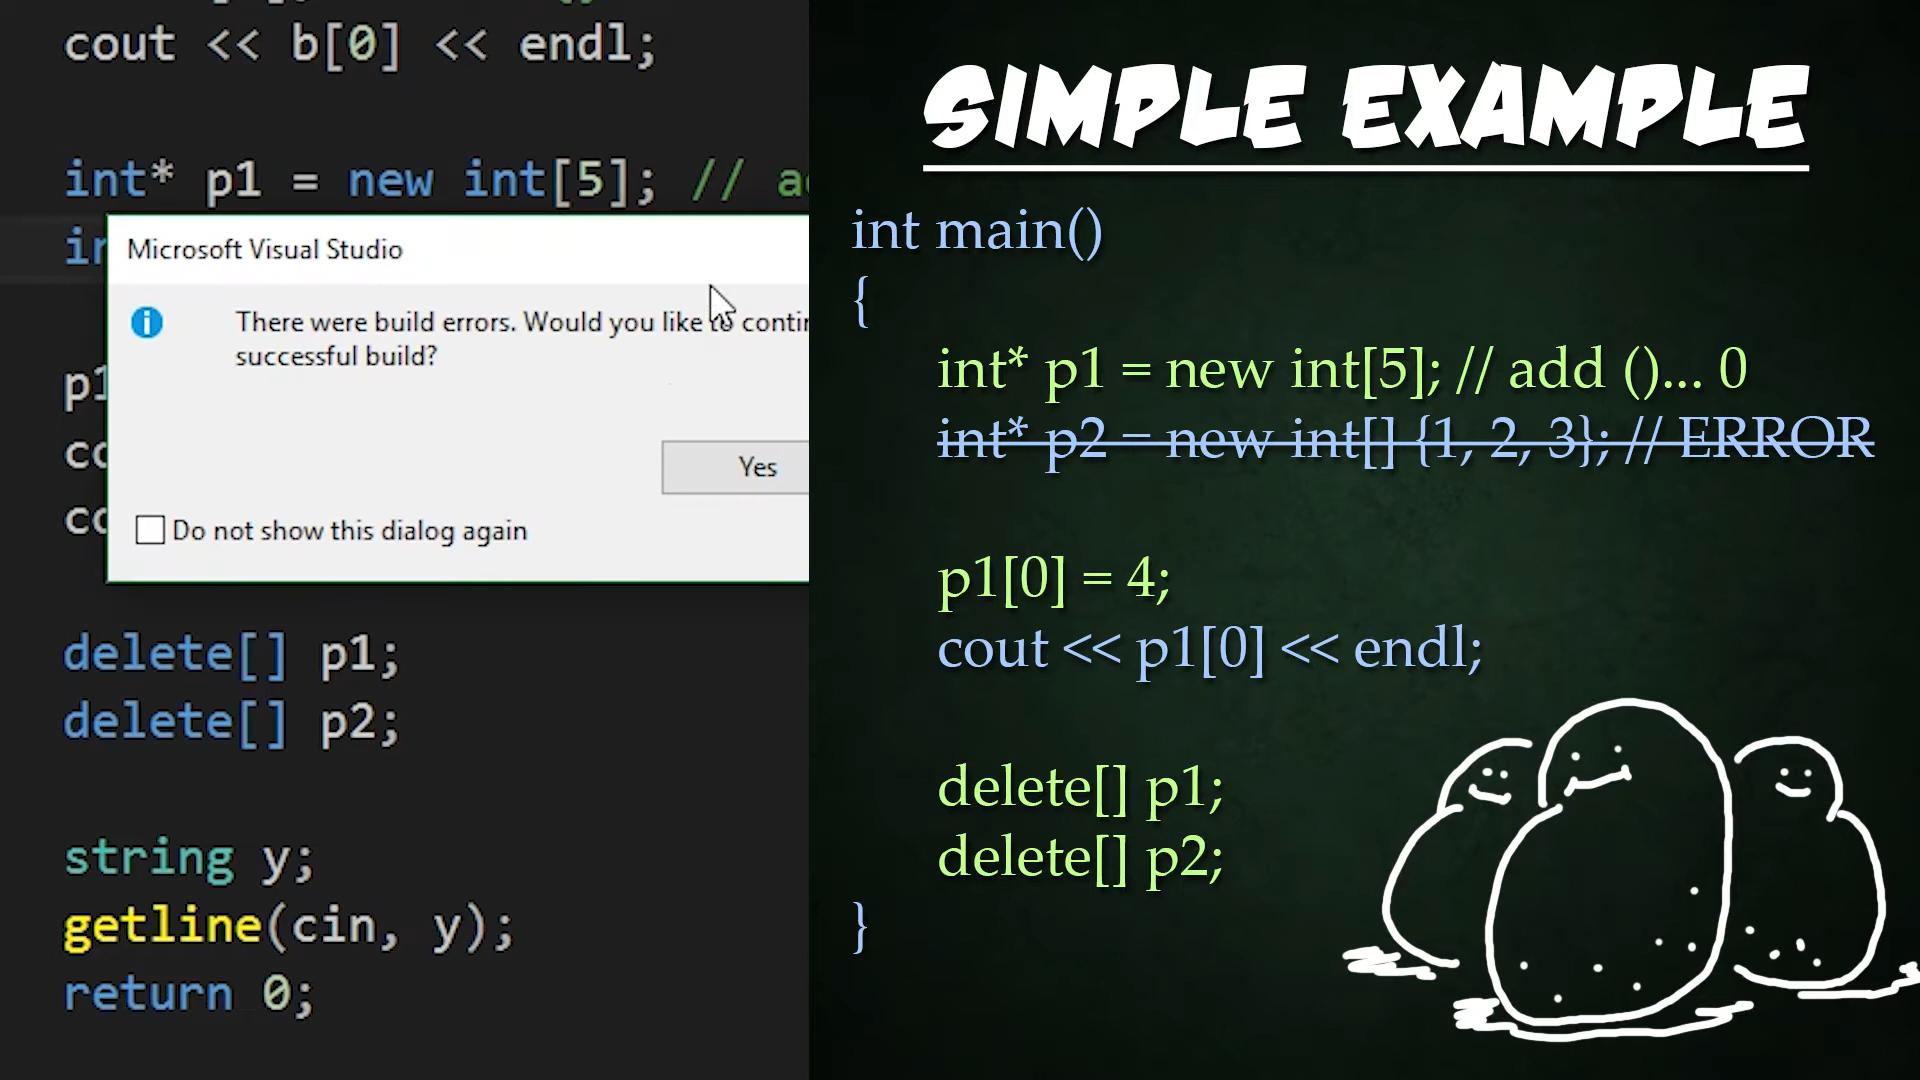 cout << b[0] << endl;
int* p1 = new int[5]; //
Microsoft Visual Studio
There were build errors. Would you like to
successful build?
Yes
Do not show this dialog again
delete[] p1;
delete[] p2;
string y;
getline(cin, y);
return 0;
SIMPLE EXAMPLE
int main()
{
int* p1 = new int[5]; // add ()... 0
int* p2 = new int[] {1, 2, 3}; // ERROR
p1[0] = 4;
cout << p1[0] << endl;
delete[] p1;
delete[] p2;
}